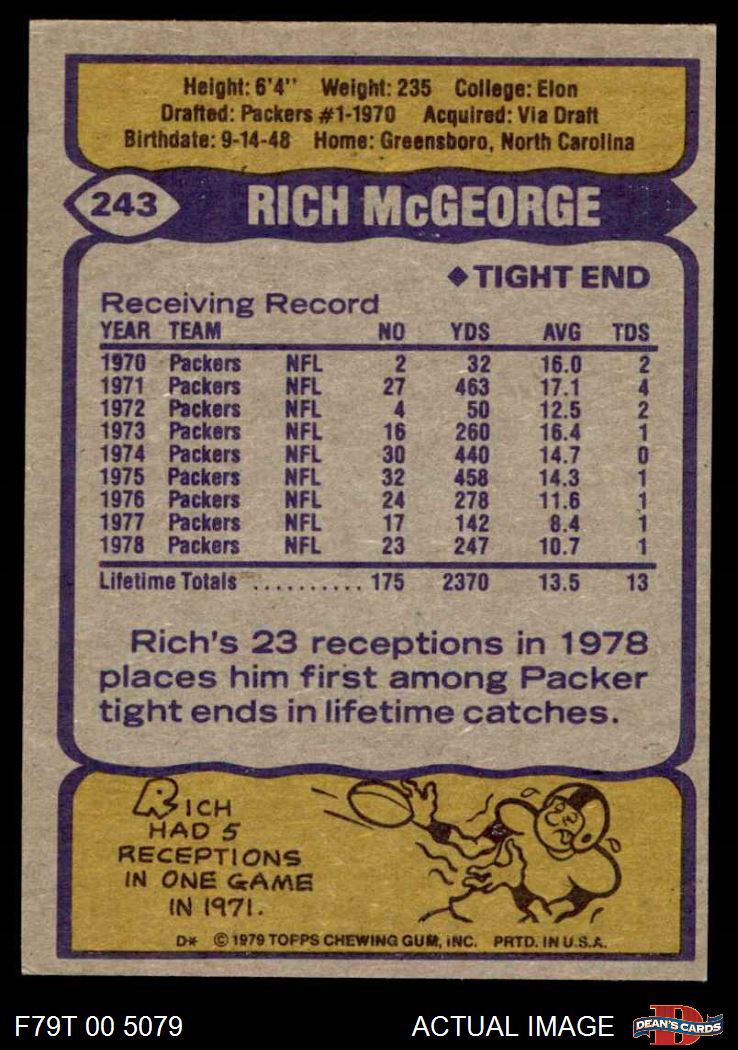 Height: 6'4" Weight: 235 College: Elon
Drafted: Packers #1-1970 Acquired: Via Draft
Birthdate: 9-14-48 Home: Greensboro, North Carolina
243 RICH McGEORGE
◆TIGHT END
Receiving Record
YEAR TEAM NO YDS AVG TDS
1970 Packers NFL 2 32 16.0 2
1971 Packers NFL 27 463 17.1 4
1972 Packers NFL 4 50 12.5 2
1973 Packers NFL 16 260 16.4 1
1974 Packers NFL 30 440 14.7 0
1975 Packers NFL 32 458 14.3 1
1976 Packers NFL 24 278 11.6 1
1977 Packers NFL 17 142 8.4 1
1978 Packers NFL 23 247 10.7 1
Lifetime Totals .......... 175 2370 13.5 13
Rich's 23 receptions in 1978
places him first among Packer
tight ends in lifetime catches.
RICH
HAD 5
RECEPTIONS
IN ONE GAME
IN 1971.
D* © 1979 TOPPS CHEWING GUM, INC. PRTD. IN U.S.A.
F79T 00 5079 ACTUAL IMAGE D DEAN'S CARDS